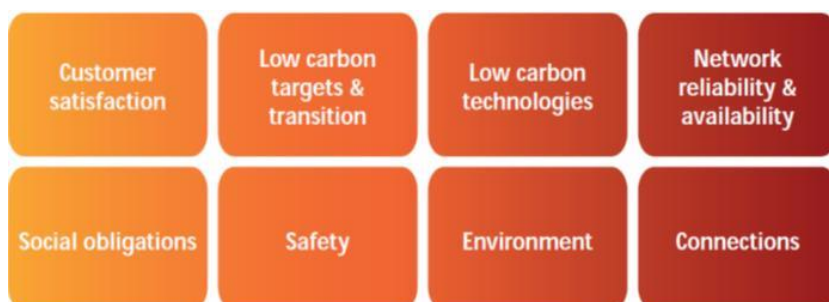 Customer
satisfaction
Low carbon
targets &
transition
Low carbon
technologies
Network
reliability &
availability
Social obligations
Safety
Environment
Connections